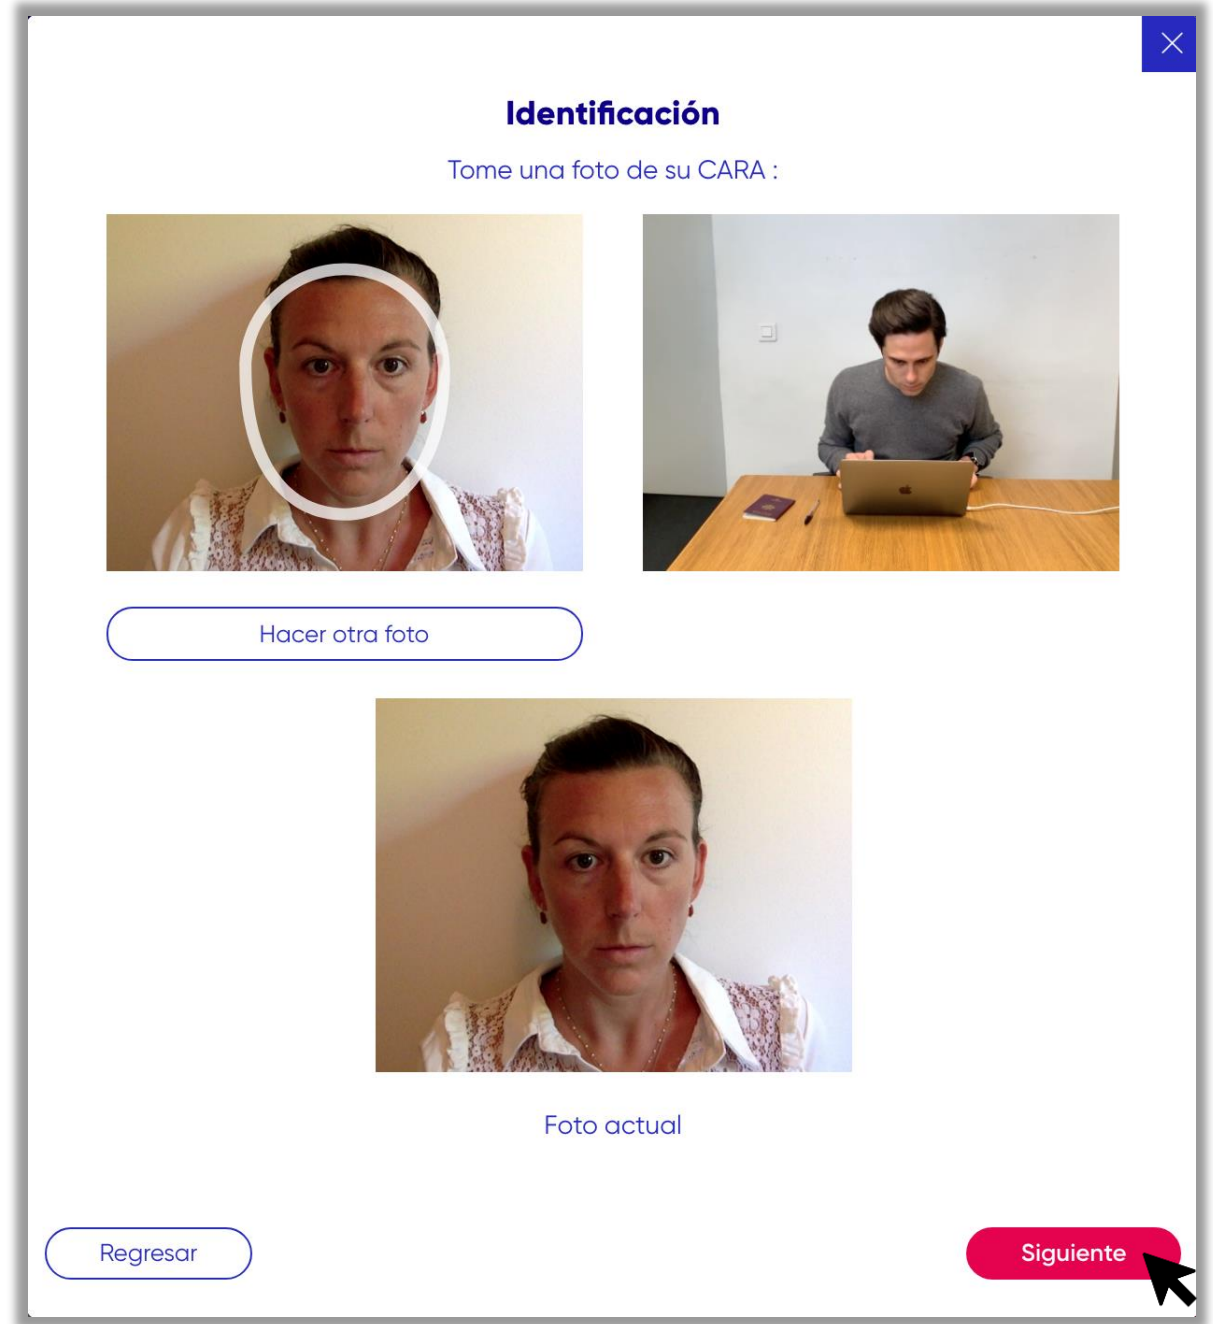 Identificación
Tome una foto de su CARA :
Hacer otra foto
Foto actual
Regresar
Siguiente